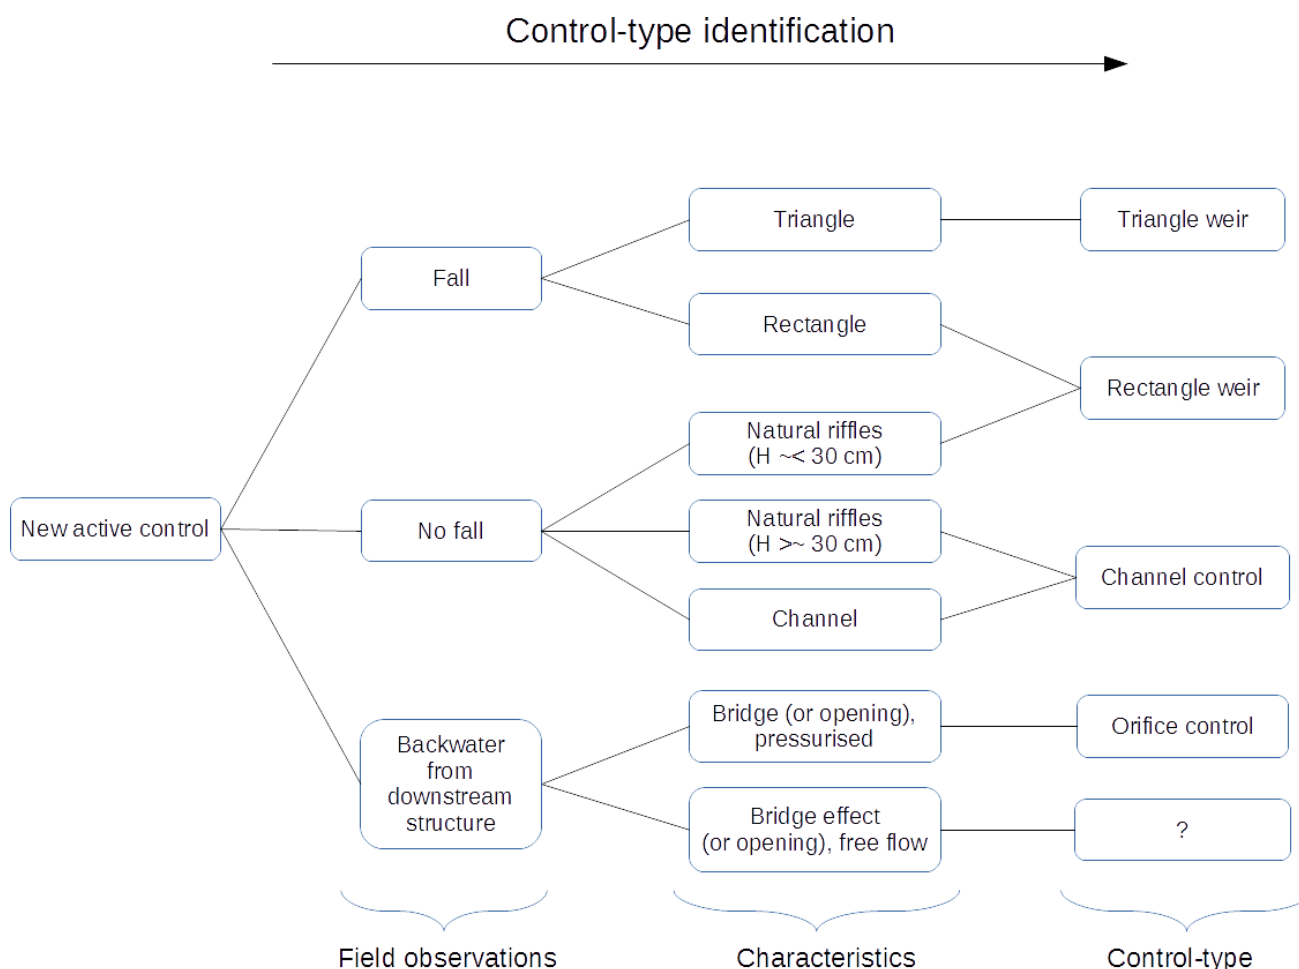 Control-type identification
Triangle
Triangle weir
Fall
Rectangle
Rectangle weir
Natural riffles
(H ~< 30 cm)
New active control
No fall
Natural riffles
(H >~ 30 cm)
Channel control
Channel
Bridge (or opening),
pressurised
Orifice control
Backwater
from
downstream
structure
Bridge effect
(or opening), free flow
?
Field observations
Characteristics
Control-type